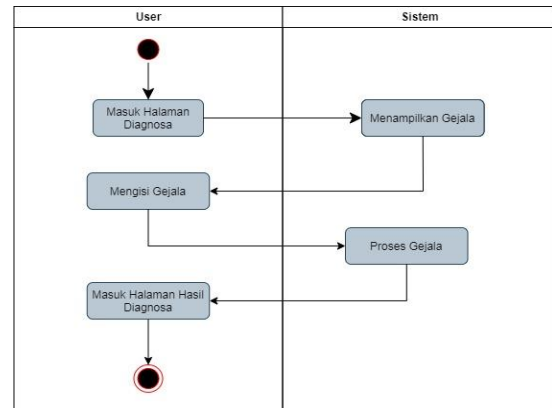 User
Sistem
Masuk Halaman
Diagnosa
Menampilkan Gejala
Mengisi Gejala
Proses Gejala
Masuk Halaman Hasil
Diagnosa